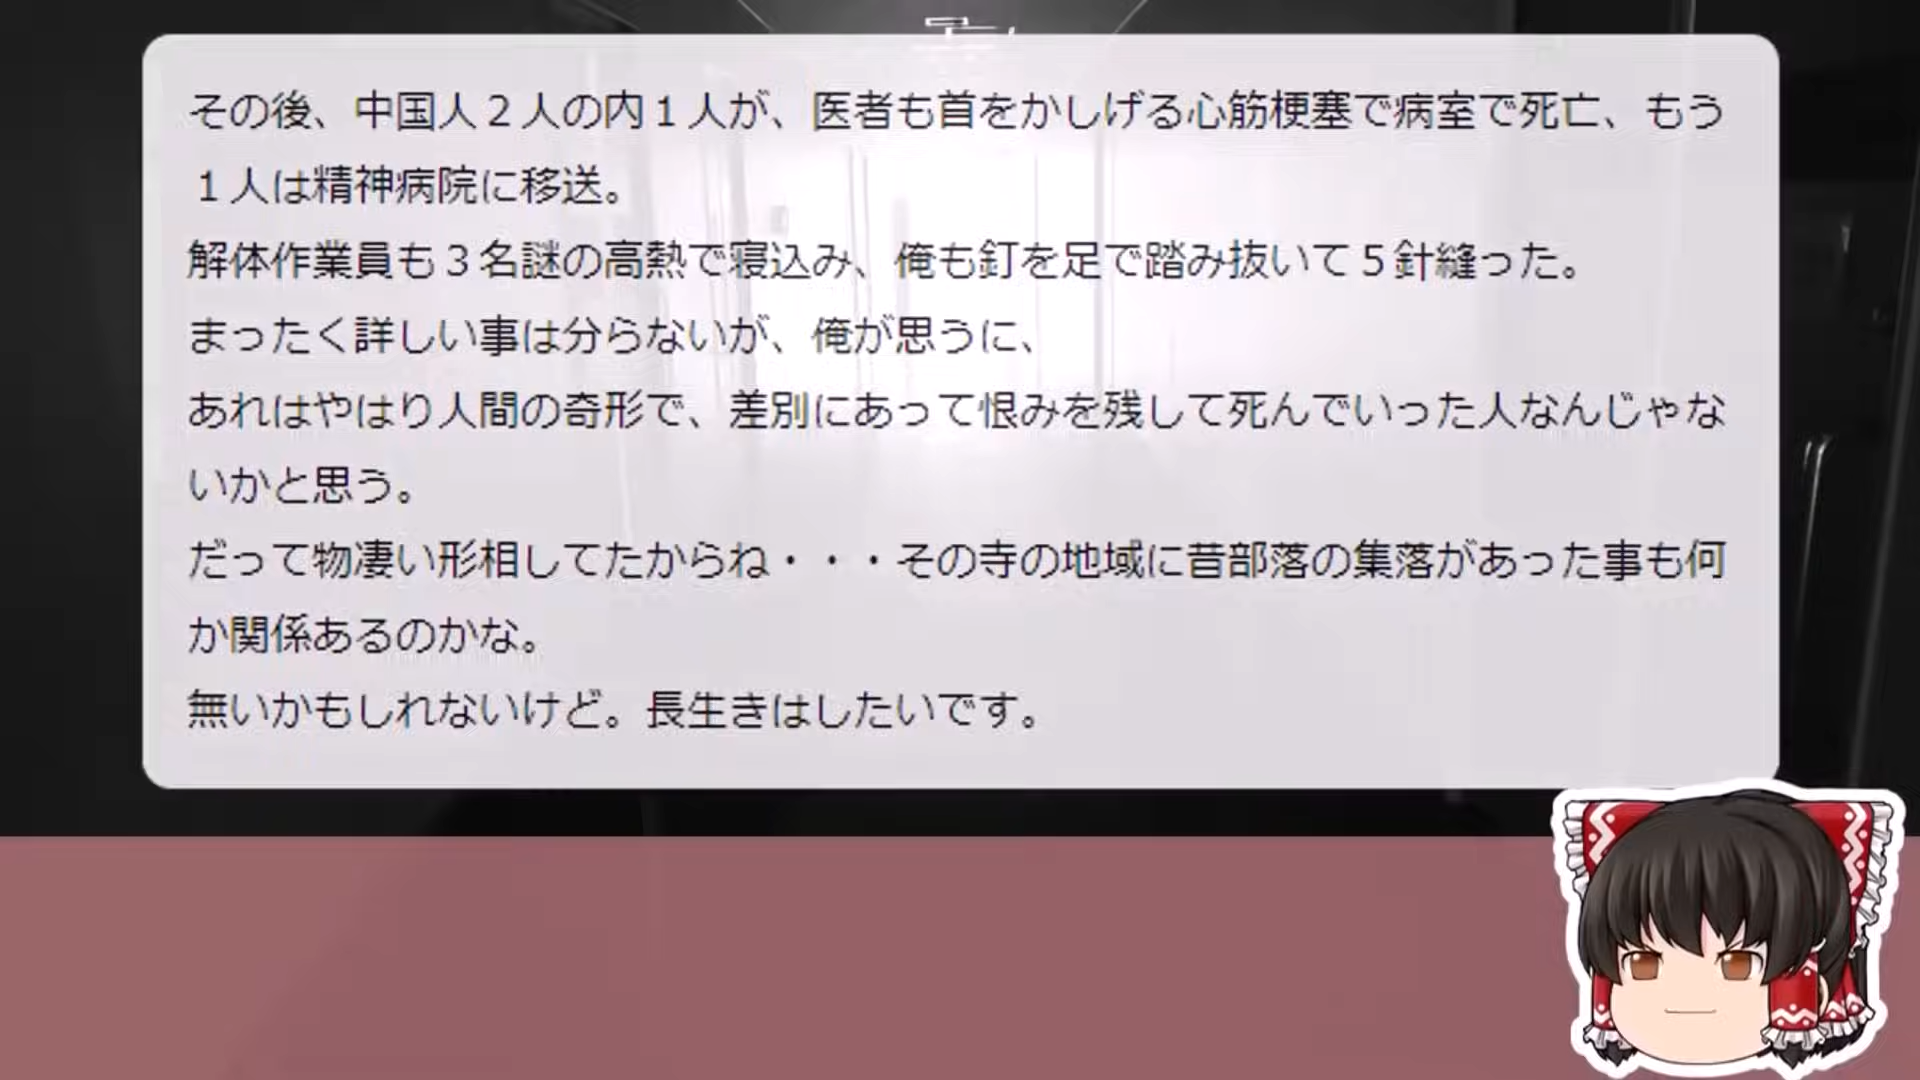 その後、中国人２人の内１人が、医者も首をかしげる心筋梗塞で病室で死亡、もう
１人は精神病院に移送。
解体作業員も３名謎の高熱で寝込み、俺も釘を足で踏み抜いて５針縫った。
まったく詳しい事は分らないが、俺が思うに、
あれはやはり人間の奇形で、差別にあって恨みを残して死んでいった人なんじゃな
いかと思う。
だって物凄い形相してたからね・・・その寺の地域に昔部落の集落があった事も何
か関係あるのかな。
無いかもしれないけど。長生きはしたいです。